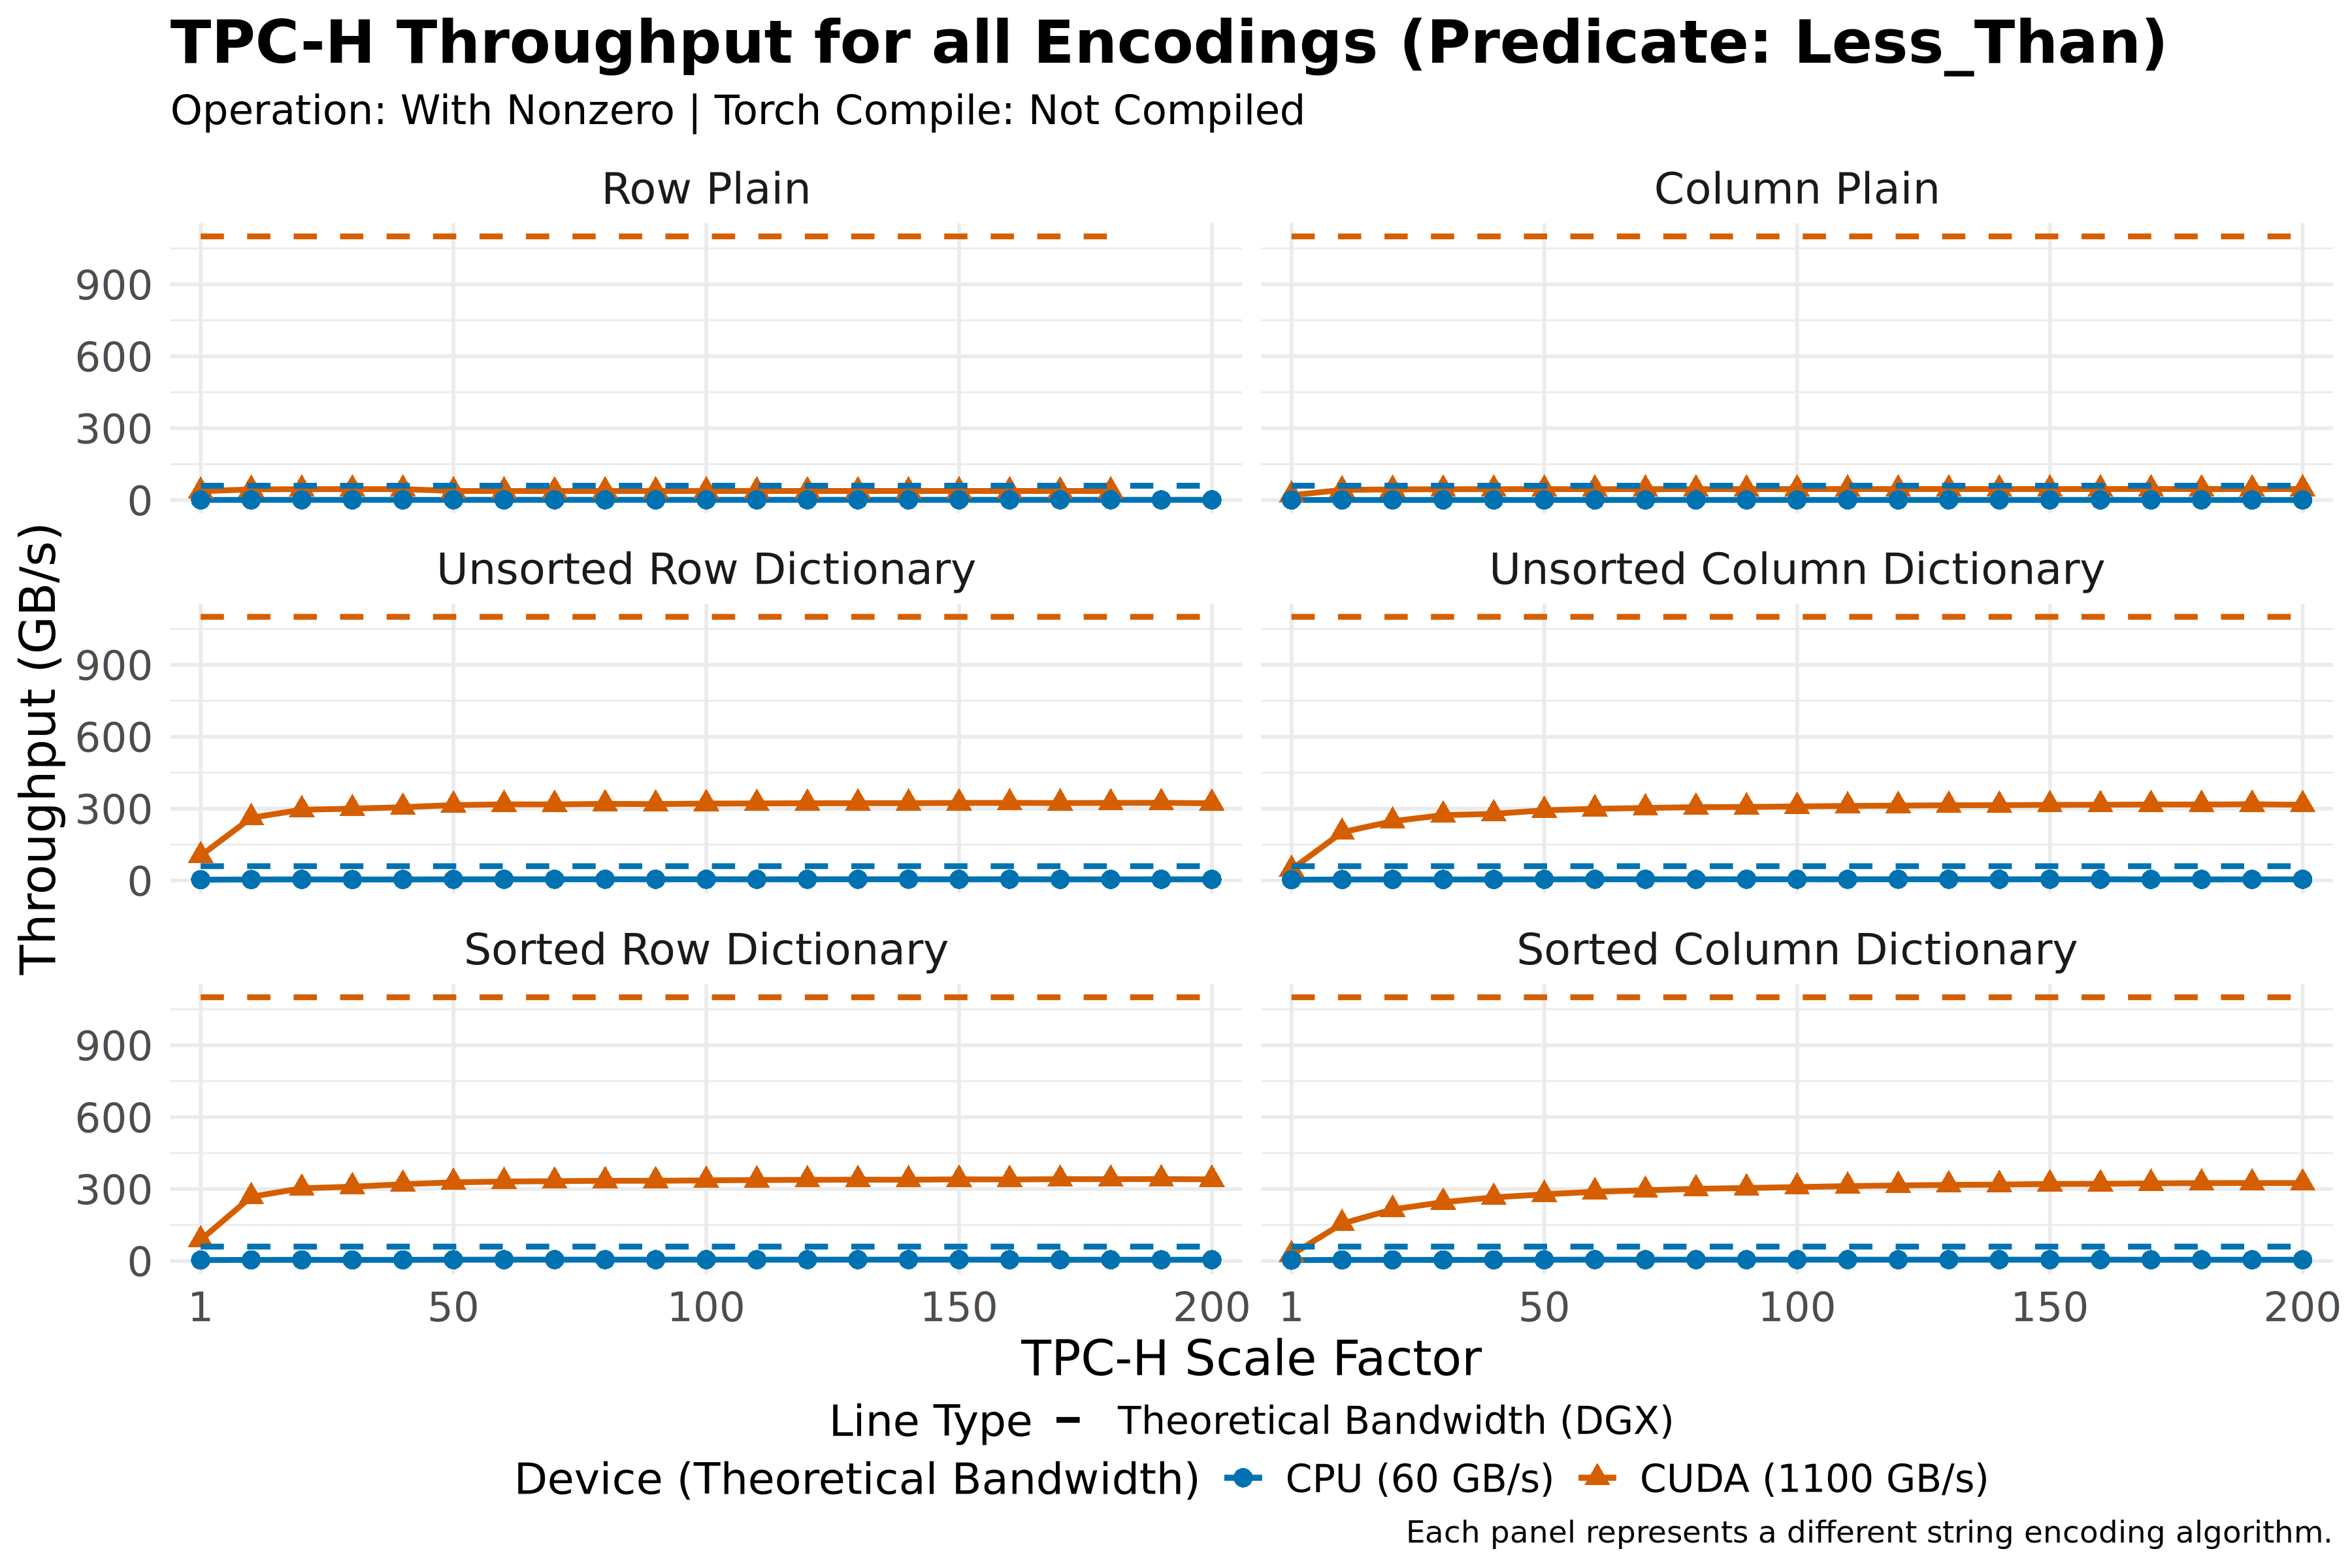 TPC-H Throughput for all Encodings (Predicate: Less_Than)
Operation: With Nonzero | Torch Compile: Not Compiled
Row Plain
Column Plain
900
600
300
0
Unsorted Row Dictionary
Unsorted Column Dictionary
900
600
300
0
Sorted Row Dictionary
Sorted Column Dictionary
900
600
300
0
Throughput (GB/s)
1 50 100 150 200
1 50 100 150 200
TPC-H Scale Factor
Line Type Theoretical Bandwidth (DGX)
Device (Theoretical Bandwidth) CPU (60 GB/s) CUDA (1100 GB/s)
Each panel represents a different string encoding algorithm.